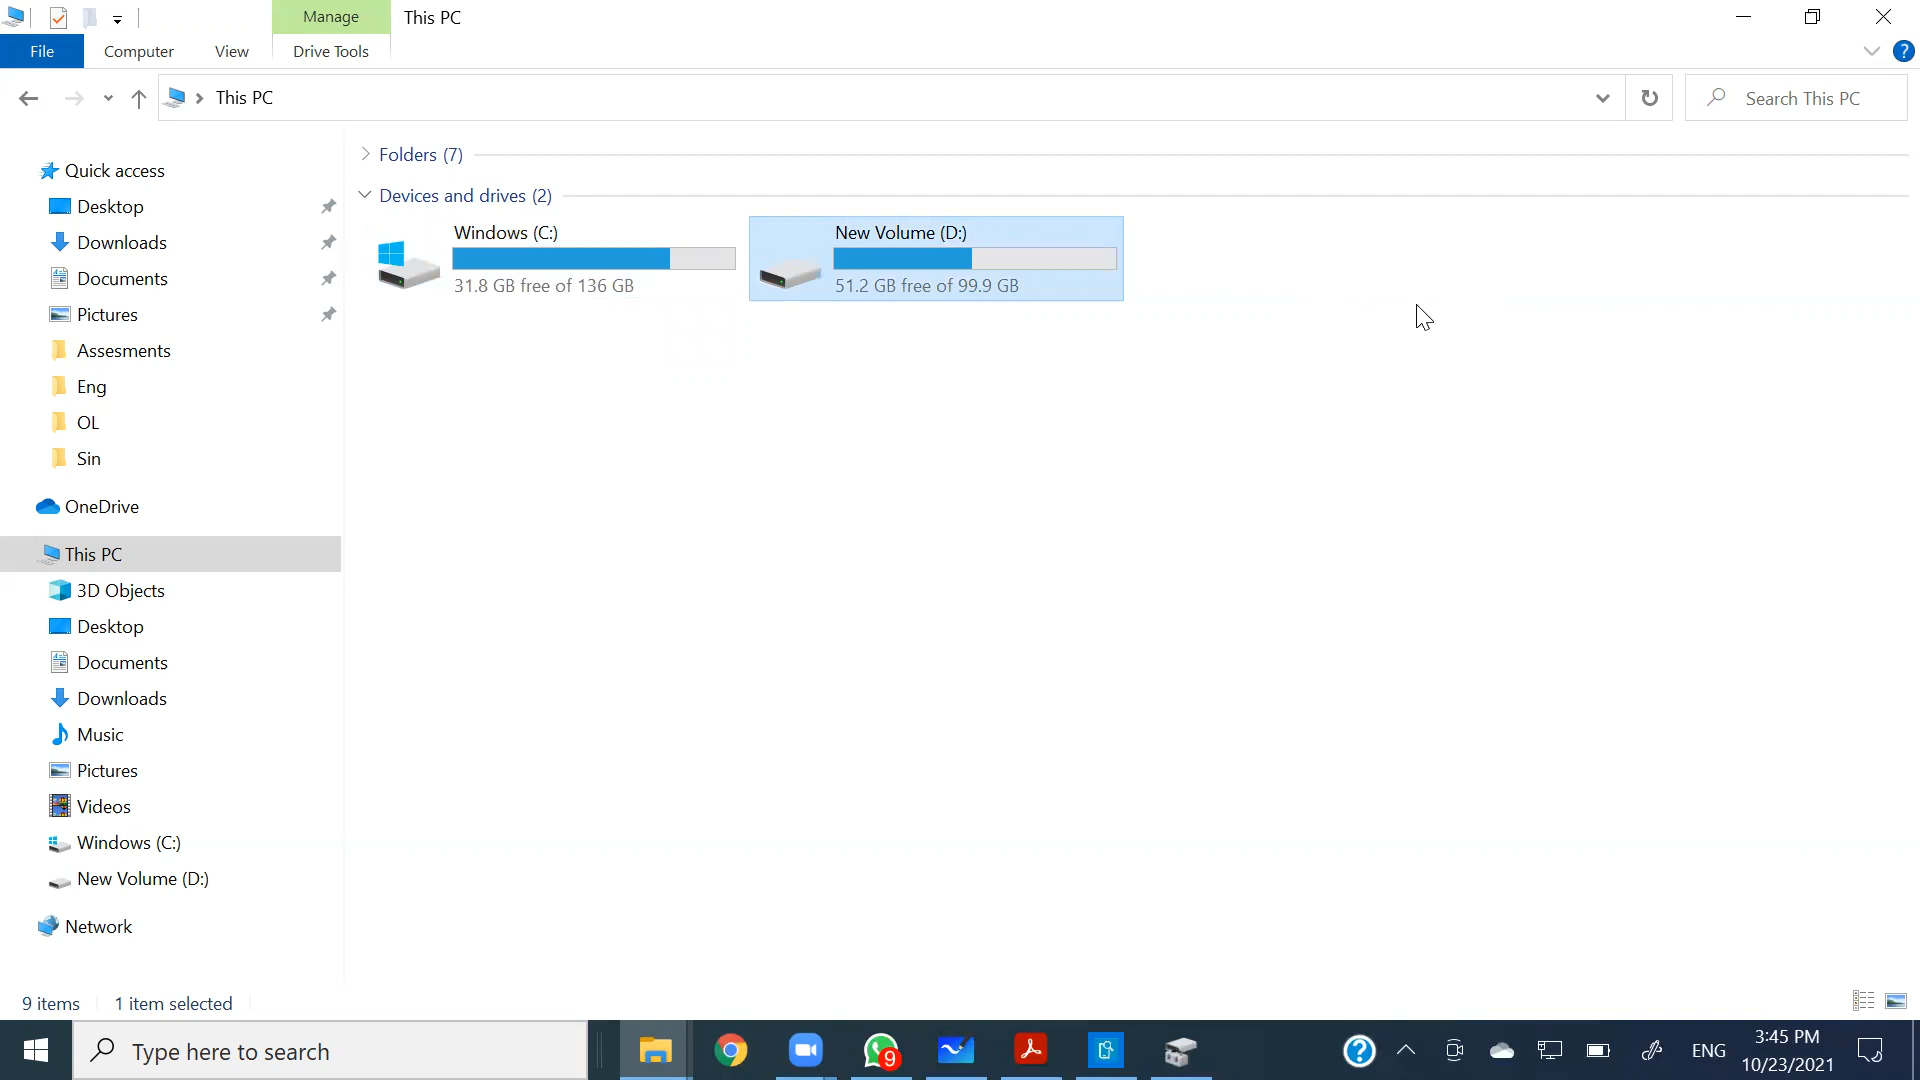 Manage
This PC
File
Computer
View
Drive Tools
This PC
Search This PC
Quick access
Desktop
Downloads
Documents
Pictures
Assesments
Eng
OL
Sin
OneDrive
This PC
3D Objects
Desktop
Documents
Downloads
Music
Pictures
Videos
Windows (C:)
New Volume (D:)
Network
Folders (7)
Devices and drives (2)
Windows (C:)
31.8 GB free of 136 GB
New Volume (D:)
51.2 GB free of 99.9 GB
9 items
1 item selected
Type here to search
9
ENG
3:45 PM
10/23/2021